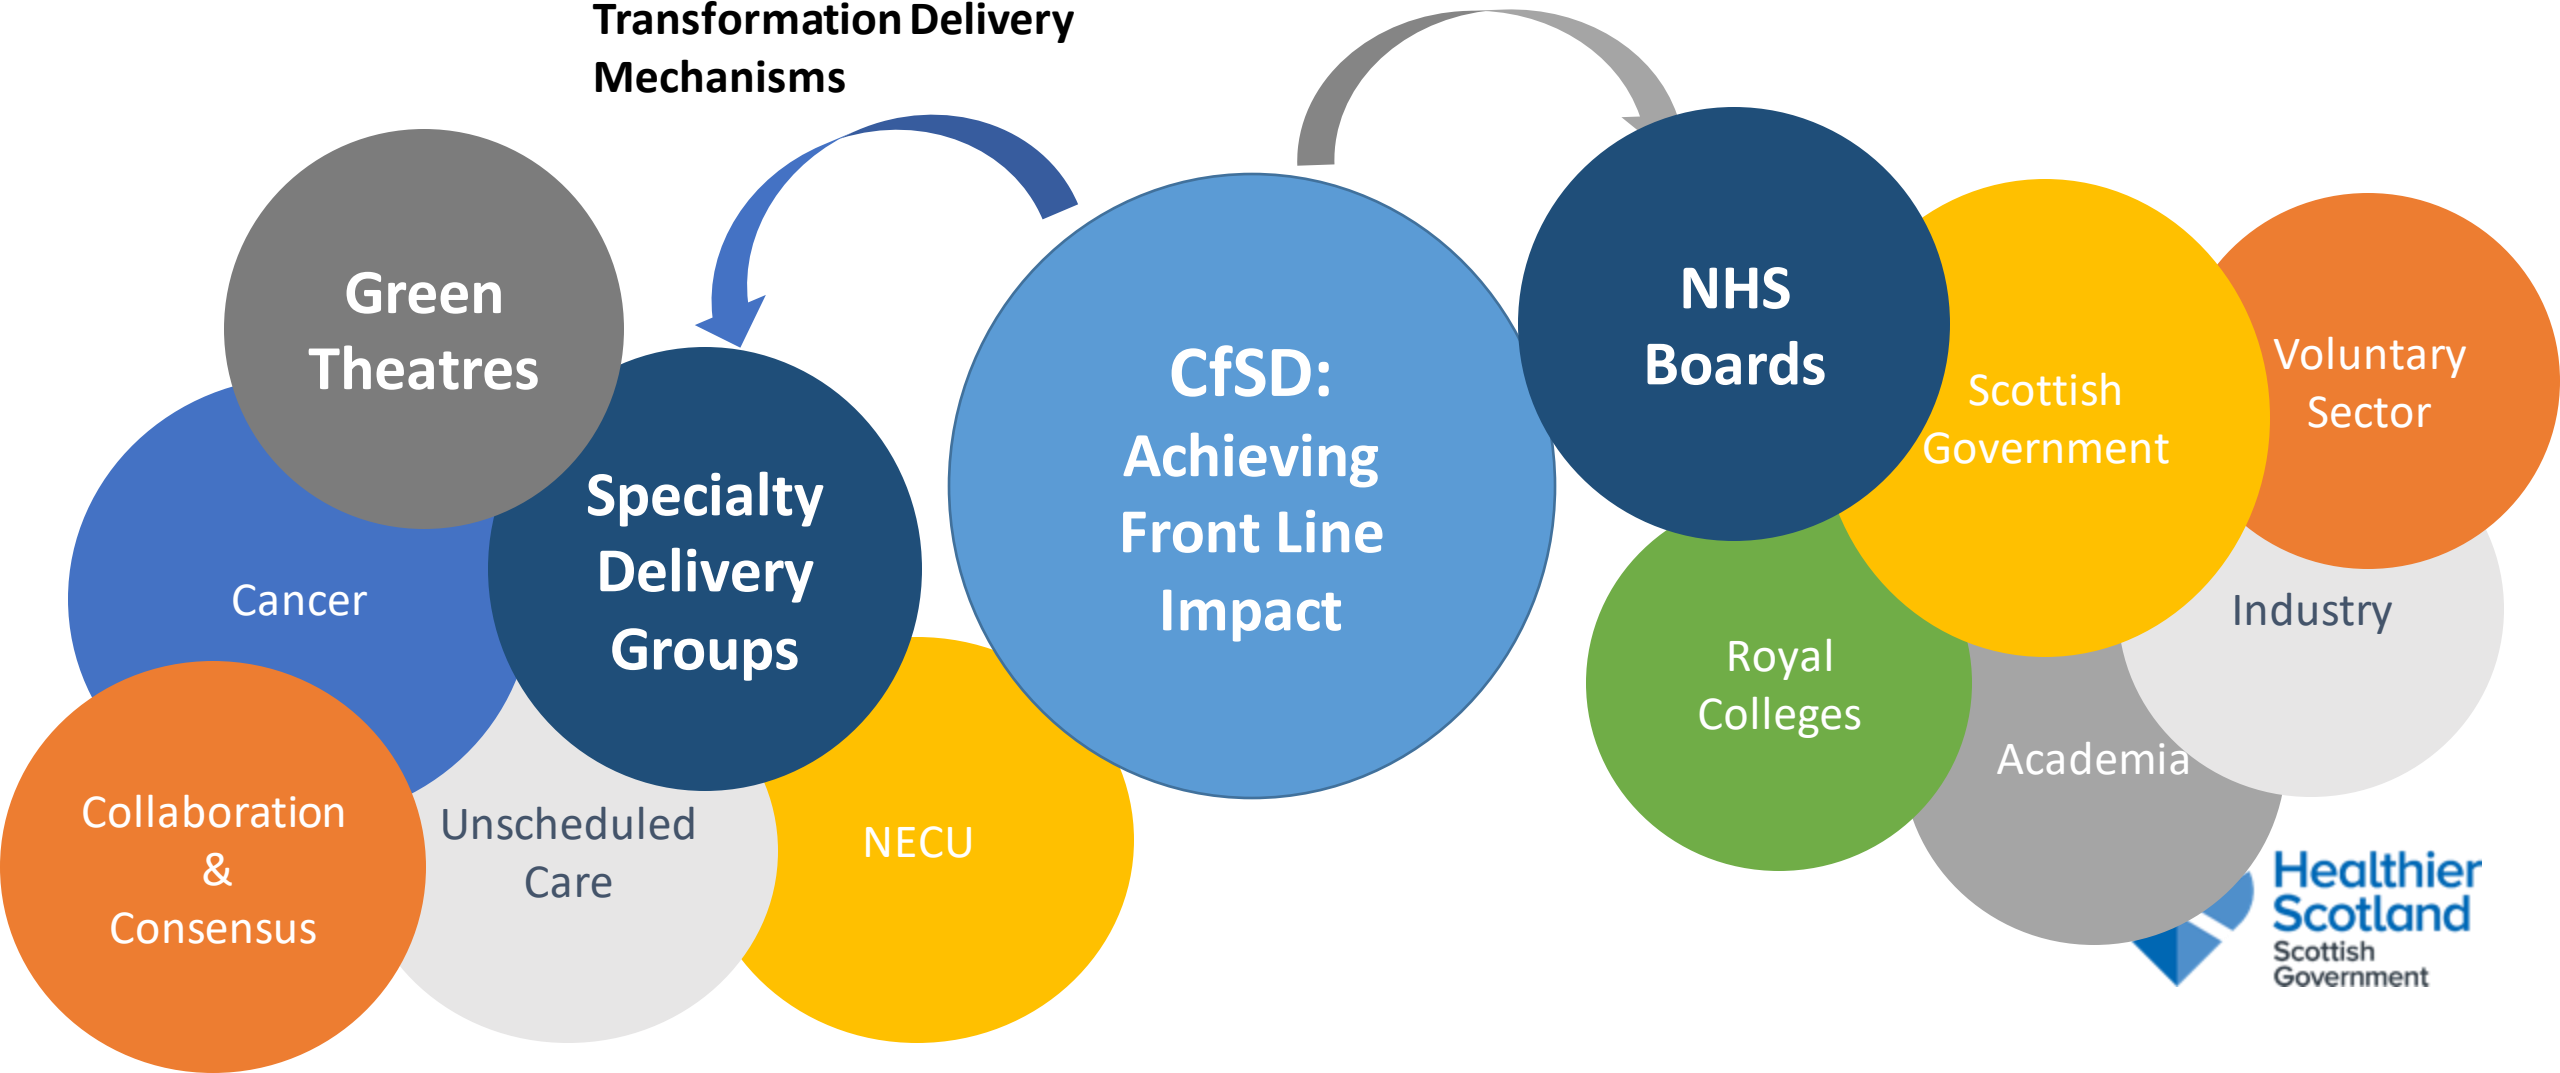 Transformation Delivery
Mechanisms
Green
Theatres
Cancer
Specialty
Delivery
Groups
Collaboration
&
Consensus
Unscheduled
Care
NECU
CfSD:
Achieving
Front Line
Impact
NHS
Boards
Scottish
Government
Voluntary
Sector
Royal
Colleges
Academia
Industry
Healthier
Scotland
Scottish
Government